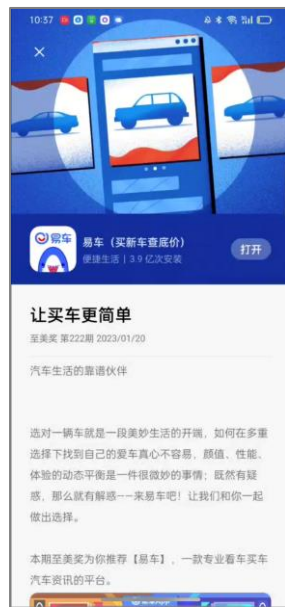 10:37
5ıl
易车
易车（买新车查底价）
便捷生活 | 3.9 亿次安装
打开
让买车更简单
至美奖 第222期 2023/01/20
汽车生活的靠谱伙伴
选对一辆车就是一段美妙生活的开端，如何在多重
选择下找到自己的爱车真心不容易，颜值、性能、
体验的动态平衡是一件很微妙的事情；既然有疑
惑，那么就有解惑——来易车吧！让我们和你一起
做出选择。
本期至美奖为你推荐【易车】，一款专业看车买车
汽车资讯的平台。